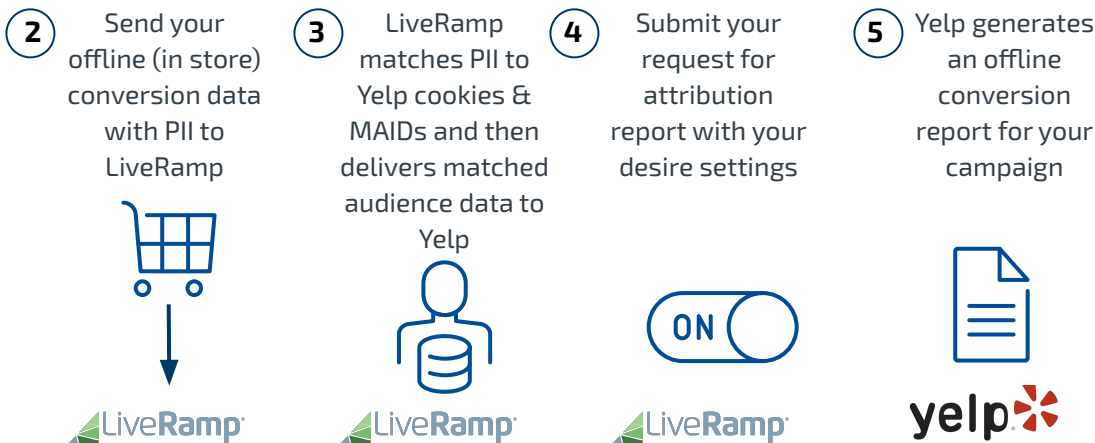 2
Send your
offline (in store)
conversion data
with PII to
LiveRamp
3
LiveRamp
matches PII to
Yelp cookies &
MAIDs and then
delivers matched
audience data to
Yelp
4
Submit your
request for
attribution
report with your
desire settings
ON
5
Yelp generates
an offline
conversion
report for your
campaign
LiveRamp
LiveRamp
LiveRamp
yelp